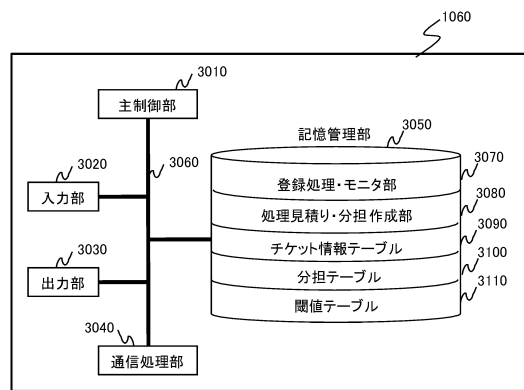 1060
3010
主制御部
3060
3050
記憶管理部
3070
登録処理・モニタ部
3020
入力部
3080
処理見積り・分担作成部
3090
チケット情報テーブル
3030
出力部
3100
分担テーブル
3110
閾値テーブル
3040
通信処理部